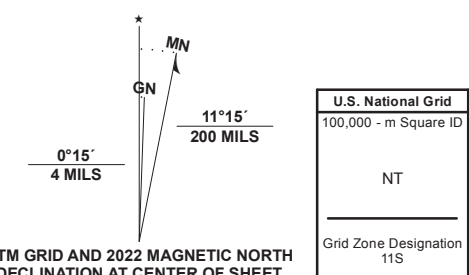 ★
MN
GN
11°15´
200 MILS
0°15´
4 MILS
TM GRID AND 2022 MAGNETIC NORTH
DECLINATION AT CENTER OF SHEET
U.S. National Grid
100,000 - m Square ID
NT
Grid Zone Designation
11S